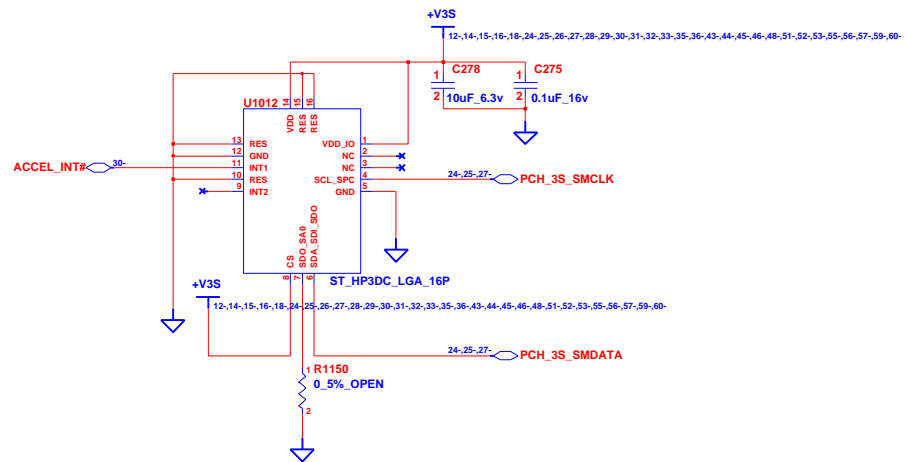 +V3S
12-,14-,15-,16-,18-,24-,25-,26-,27-,28-,29-,30-,31-,32-,33-,35-,36-,43-,44-,45-,46-,48-,51-,52-,53-,55-,56-,57-,59-,60-
1 C278
2 10uF_6.3v
1 C275
2 0.1uF_16v
U1012
14 15 16
VDD RES RES
13 RES
12 GND
11 INT1
10 RES
9 INT2
VDD_IO 1
NC 2
NC 3
SCL_SPC 4
GND 5
ACCEL_INT# 30-
24-,25-,27- PCH_3S_SMCLK
CS SDO_SA0 SDA_SDI_SDO
8 7 6
ST_HP3DC_LGA_16P
+V3S
12-,14-,15-,16-,18-,24-,25-,26-,27-,28-,29-,30-,31-,32-,33-,35-,36-,43-,44-,45-,46-,48-,51-,52-,53-,55-,56-,57-,59-,60-
24-,25-,27- PCH_3S_SMDATA
1 R1150
0_5%_OPEN
2